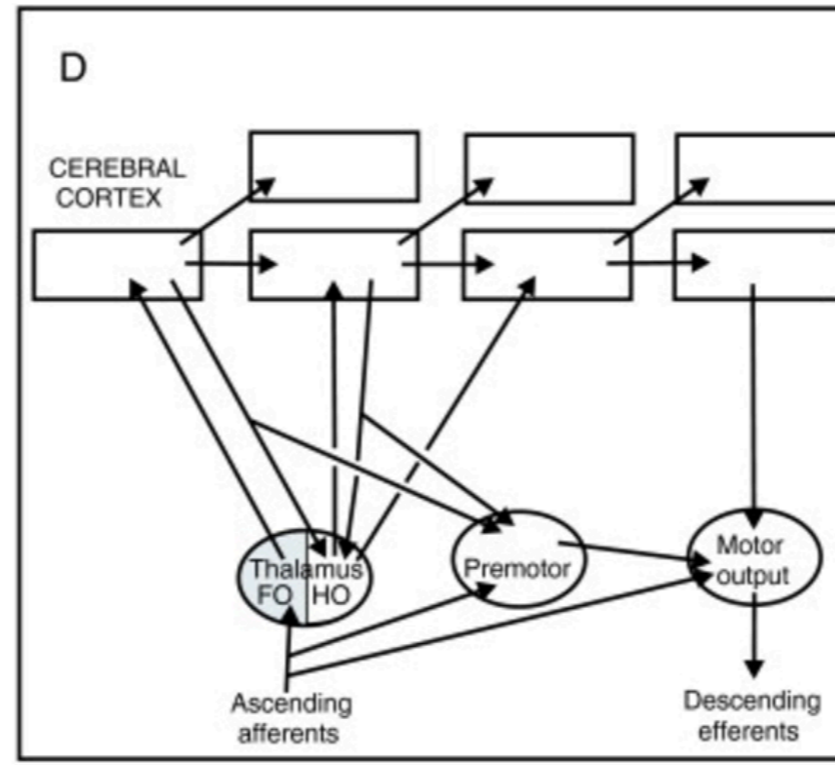 D
CEREBRAL
CORTEX
Thalamus
FO HO
Premotor
Motor
output
Ascending
afferents
Descending
efferents